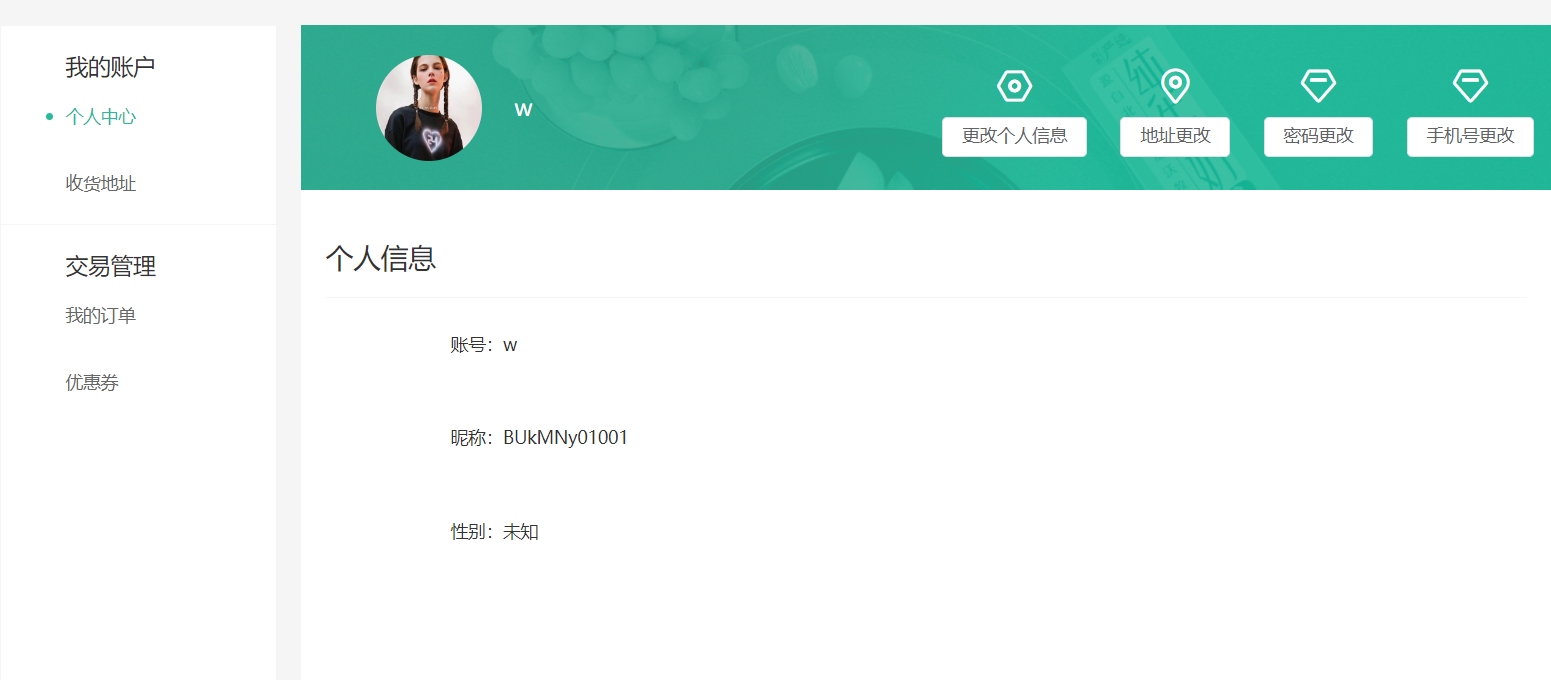 我的账户
个人中心
收货地址
交易管理
我的订单
优惠券
w
更改个人信息
地址更改
密码更改
手机号更改
个人信息
账号：w
昵称：BUkMNy01001
性别：未知